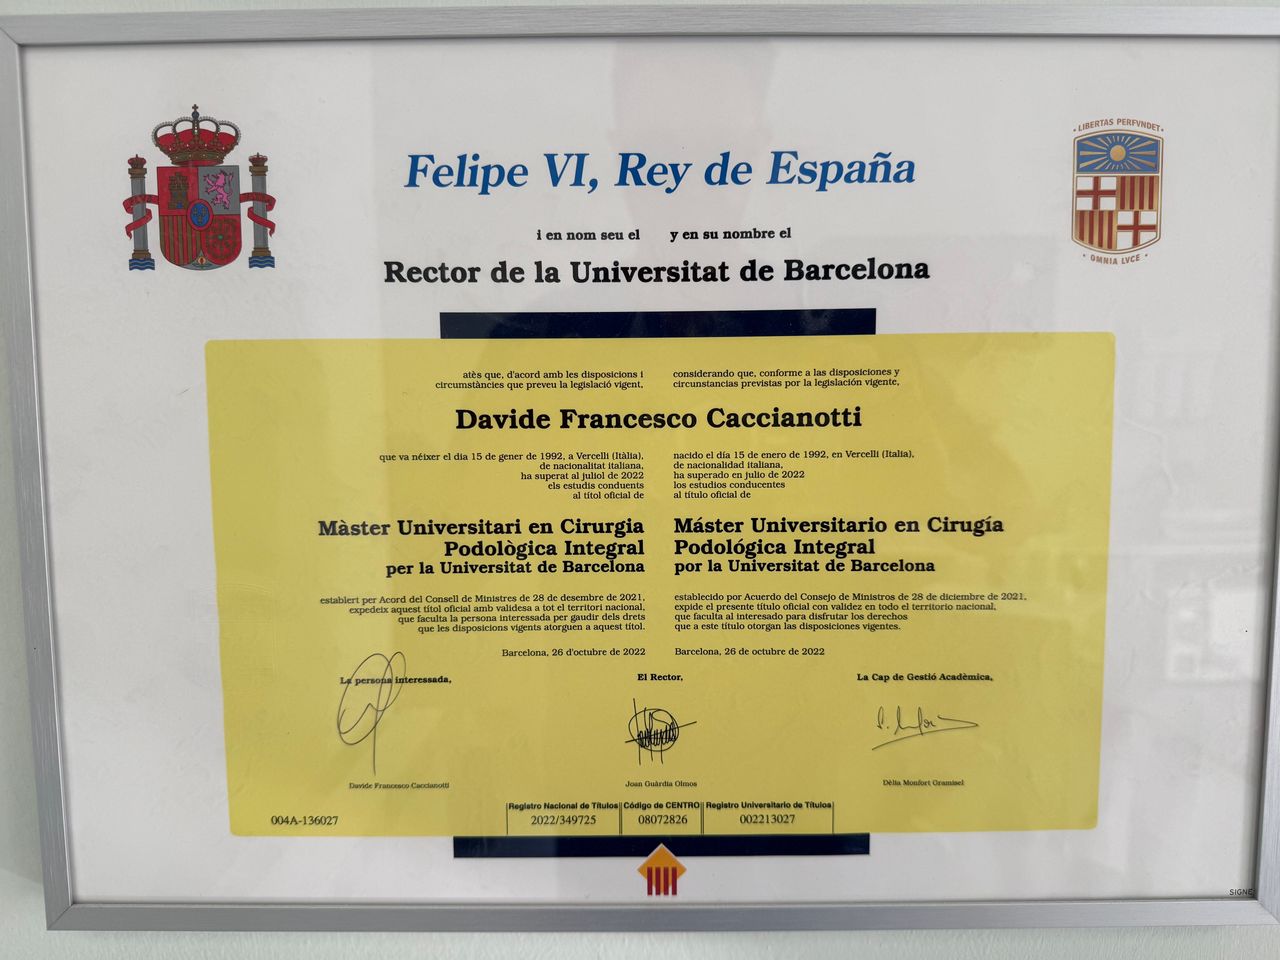 LIBERTAS PERFVNDET
OMNIA LVCE
Felipe VI, Rey de España
i en nom seu el
y en su nombre el
Rector de la Universitat de Barcelona
atès que, d'acord amb les disposicions i
circumstàncies que preveu la legislació vigent,
considerando que, conforme a las disposiciones y
circunstancias previstas por la legislación vigente,
Davide Francesco Caccianotti
que va néixer el dia 15 de gener de 1992, a Vercelli (Itàlia),
de nacionalitat italiana,
ha superat al juliol de 2022
els estudis conduents
al títol oficial de
nacido el día 15 de enero de 1992, en Vercelli (Italia),
de nacionalidad italiana,
ha superado en julio de 2022
los estudios conducentes
al título oficial de
Màster Universitari en Cirurgia
Podològica Integral
per la Universitat de Barcelona
Máster Universitario en Cirugía
Podológica Integral
por la Universitat de Barcelona
establert per Acord del Consell de Ministres de 28 de desembre de 2021,
expedeix aquest títol oficial amb validesa a tot el territori nacional,
que faculta la persona interessada per gaudir dels drets
que les disposicions vigents atorguen a aquest títol.
establecido por Acuerdo del Consejo de Ministros de 28 de diciembre de 2021,
expide el presente título oficial con validez en todo el territorio nacional,
que faculta al interesado para disfrutar los derechos
que a este título otorgan las disposiciones vigentes.
Barcelona, 26 d'octubre de 2022
Barcelona, 26 de octubre de 2022
La persona interessada,
El Rector,
La Cap de Gestió Acadèmica,
Davide Francesco Caccianotti
Joan Guàrdia Olmos
Dèlia Monfort Gramisel
004A-136027
Registro Nacional de Títulos
2022/349725
Código de CENTRO
08072826
Registro Universitario de Títulos
002213027
SIGNE